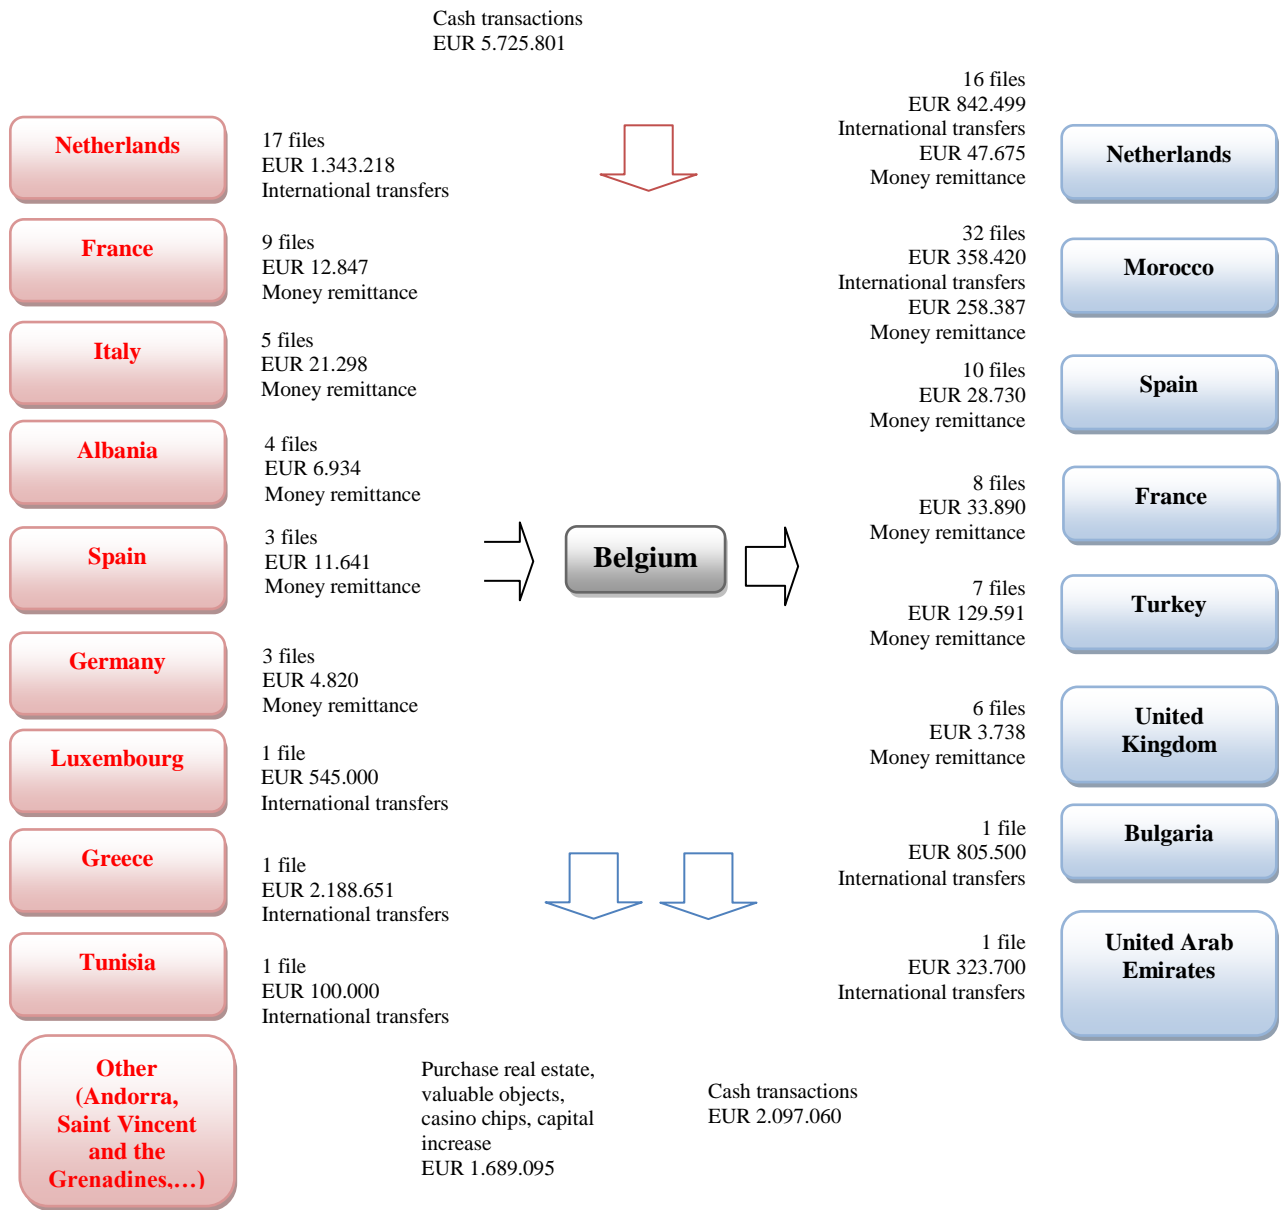 Cash transactions
EUR 5.725.801
Netherlands
17 files
EUR 1.343.218
International transfers
France
9 files
EUR 12.847
Money remittance
Italy
5 files
EUR 21.298
Money remittance
Albania
4 files
EUR 6.934
Money remittance
Spain
3 files
EUR 11.641
Money remittance
Germany
3 files
EUR 4.820
Money remittance
Luxembourg
1 file
EUR 545.000
International transfers
Greece
1 file
EUR 2.188.651
International transfers
Tunisia
1 file
EUR 100.000
International transfers
Other
(Andorra,
Saint Vincent
and the
Grenadines,…)
Belgium
16 files
EUR 842.499
International transfers
EUR 47.675
Money remittance
Netherlands
32 files
EUR 358.420
International transfers
EUR 258.387
Money remittance
Morocco
10 files
EUR 28.730
Money remittance
Spain
8 files
EUR 33.890
Money remittance
France
7 files
EUR 129.591
Money remittance
Turkey
6 files
EUR 3.738
Money remittance
United
Kingdom
1 file
EUR 805.500
International transfers
Bulgaria
1 file
EUR 323.700
International transfers
United Arab
Emirates
Purchase real estate,
valuable objects,
casino chips, capital
increase
EUR 1.689.095
Cash transactions
EUR 2.097.060